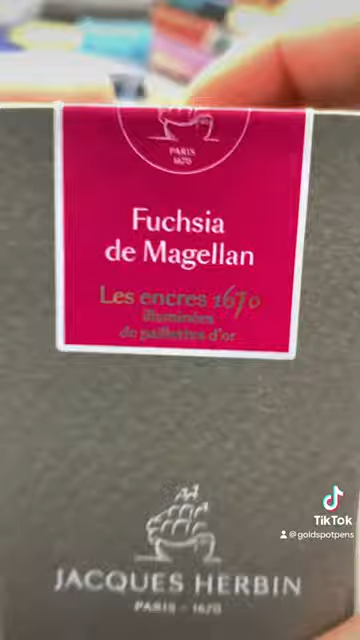 PARIS
1670
Fuchsia
de Magellan
Les encres 1670
illuminées
de paillettes d'or
TikTok
@goldspotpens
JACQUES HERBIN
PARIS - 1670